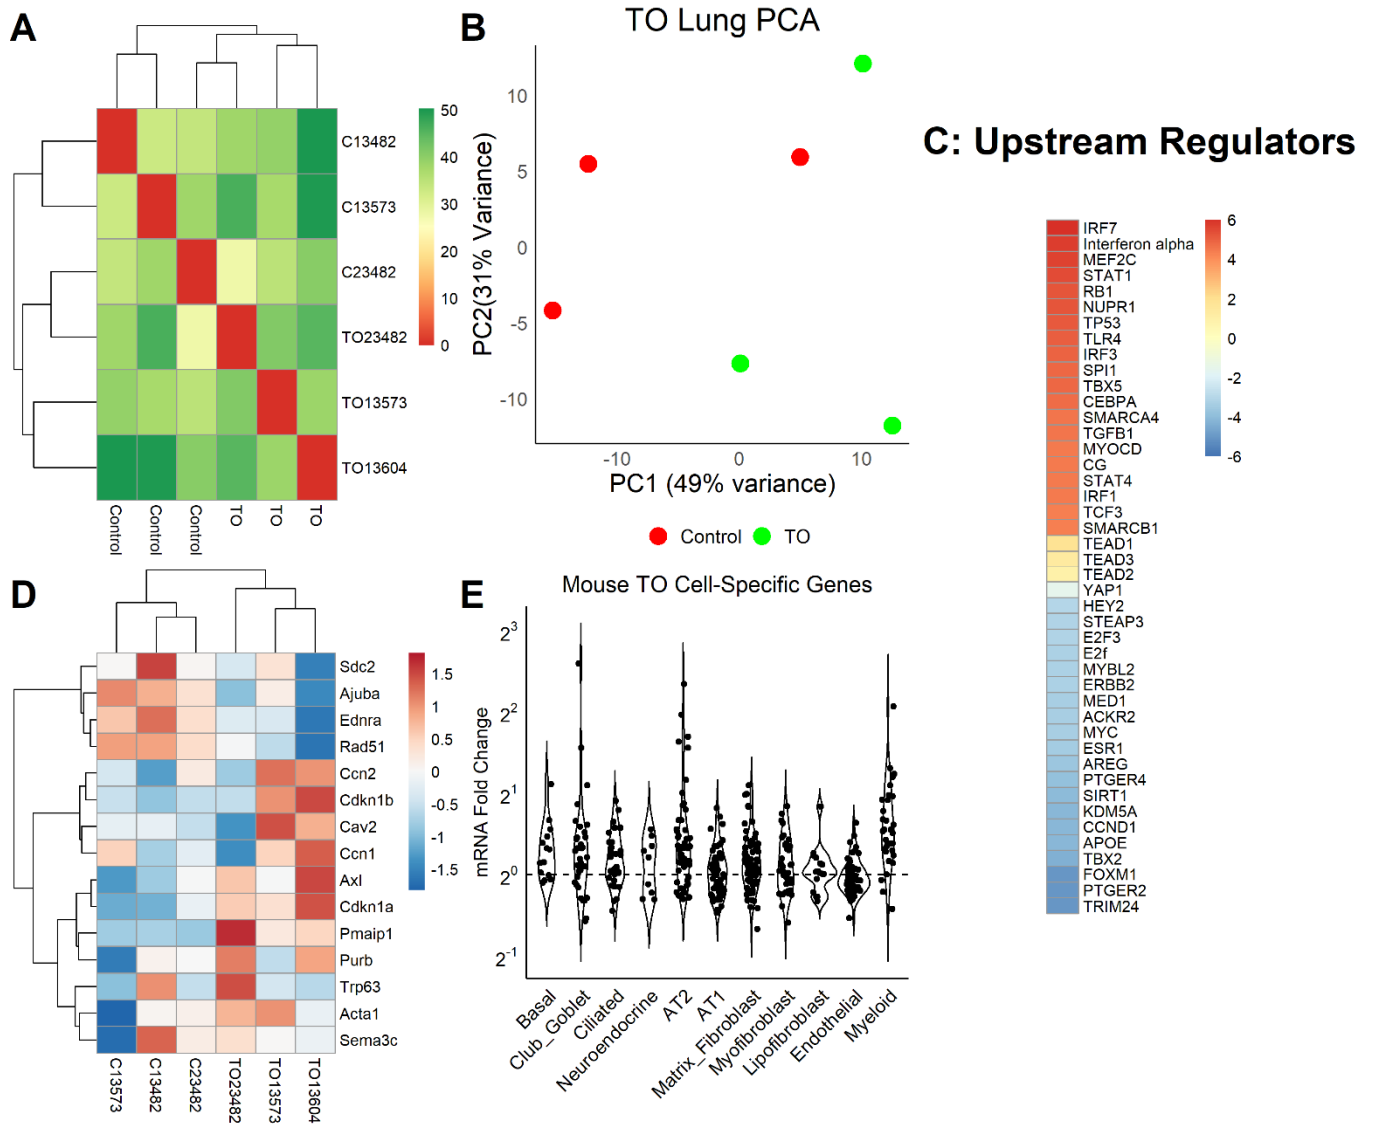 A
C13482
C13573
C23482
TO23482
TO13573
TO13604
50
40
30
20
10
0
Control
Control
Control
TO
TO
TO
B
TO Lung PCA
PC2(31% Variance)
10
5
0
-5
-10
-10
0
10
PC1 (49% variance)
Control
TO
C: Upstream Regulators
IRF7
Interferon alpha
MEF2C
STAT1
RB1
NUPR1
TP53
TLR4
IRF3
SPI1
TBX5
CEBPA
SMARCA4
TGFB1
MYOCD
CG
STAT4
IRF1
TCF3
SMARCB1
TEAD1
TEAD3
TEAD2
YAP1
HEY2
STEAP3
E2F3
E2f
MYBL2
ERBB2
MED1
ACKR2
MYC
ESR1
AREG
PTGER4
SIRT1
KDM5A
CCND1
APOE
TBX2
FOXM1
PTGER2
TRIM24
6
4
2
0
-2
-4
-6
D
Sdc2
Ajuba
Ednra
Rad51
Ccn2
Cdkn1b
Cav2
Ccn1
Axl
Cdkn1a
Pmaip1
Purb
Trp63
Acta1
Sema3c
1.5
1
0.5
0
-0.5
-1
-1.5
C13573
C13482
C23482
TO23482
TO13573
TO13604
E
Mouse TO Cell-Specific Genes
mRNA Fold Change
2^3
2^2
2^1
2^0
2^-1
Basal
Club_Goblet
Ciliated
Neuroendocrine
AT2
AT1
Matrix_Fibroblast
Myofibroblast
Lipofibroblast
Endothelial
Myeloid